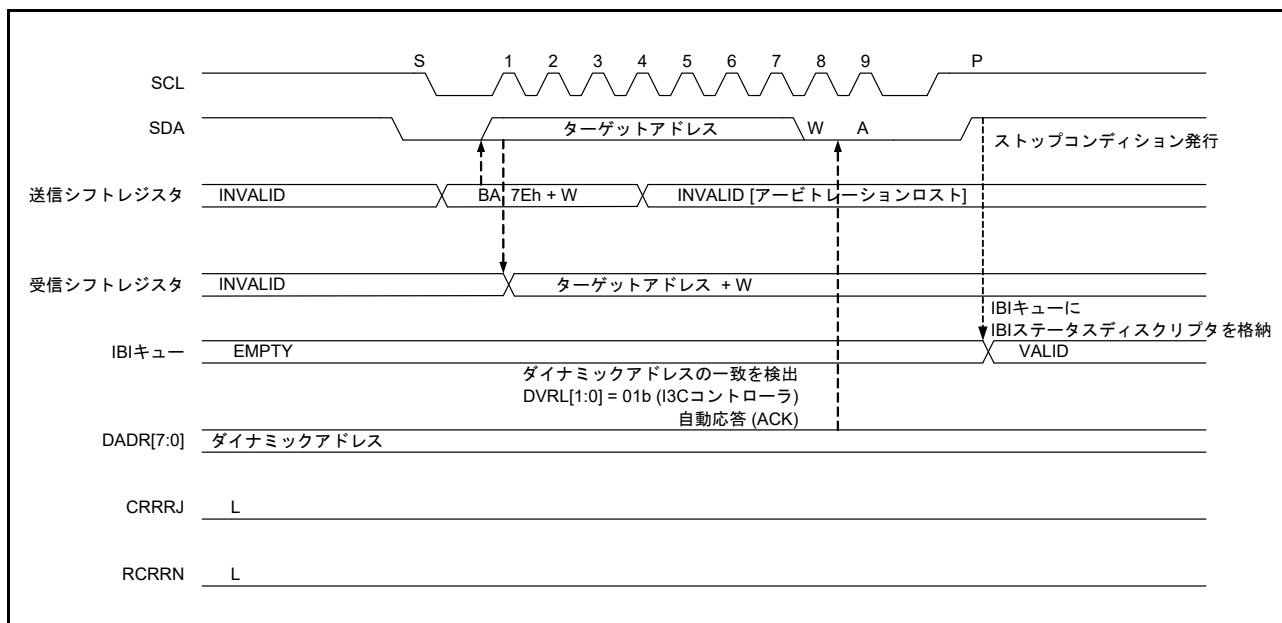 S 1 2 3 4 5 6 7 8 9 P
SCL
SDA ターゲットアドレス W A
ストップコンディション発行
送信シフトレジスタ INVALID BA, 7Eh + W INVALID [アービトレーションロスト]
受信シフトレジスタ INVALID ターゲットアドレス + W
IBIキューに
IBIステータスディスクリプタを格納
IBIキュー EMPTY VALID
ダイナミックアドレスの一致を検出
DVRL[1:0] = 01b (I3Cコントローラ)
自動応答 (ACK)
DADR[7:0] ダイナミックアドレス
CRRRJ L
RCRRN L